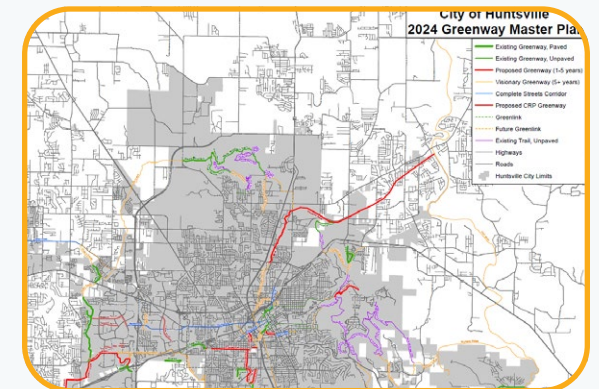 City of Huntsville
2024 Greenway Master Plan
Existing Greenway, Paved
Existing Greenway, Unpaved
Proposed Greenway (1-5 years)
Visionary Greenway (5+ years)
Complete Streets Corridor
Proposed CRP Greenway
Greenlink
Future Greenlink
Existing Trail, Unpaved
Highways
Roads
Huntsville City Limits